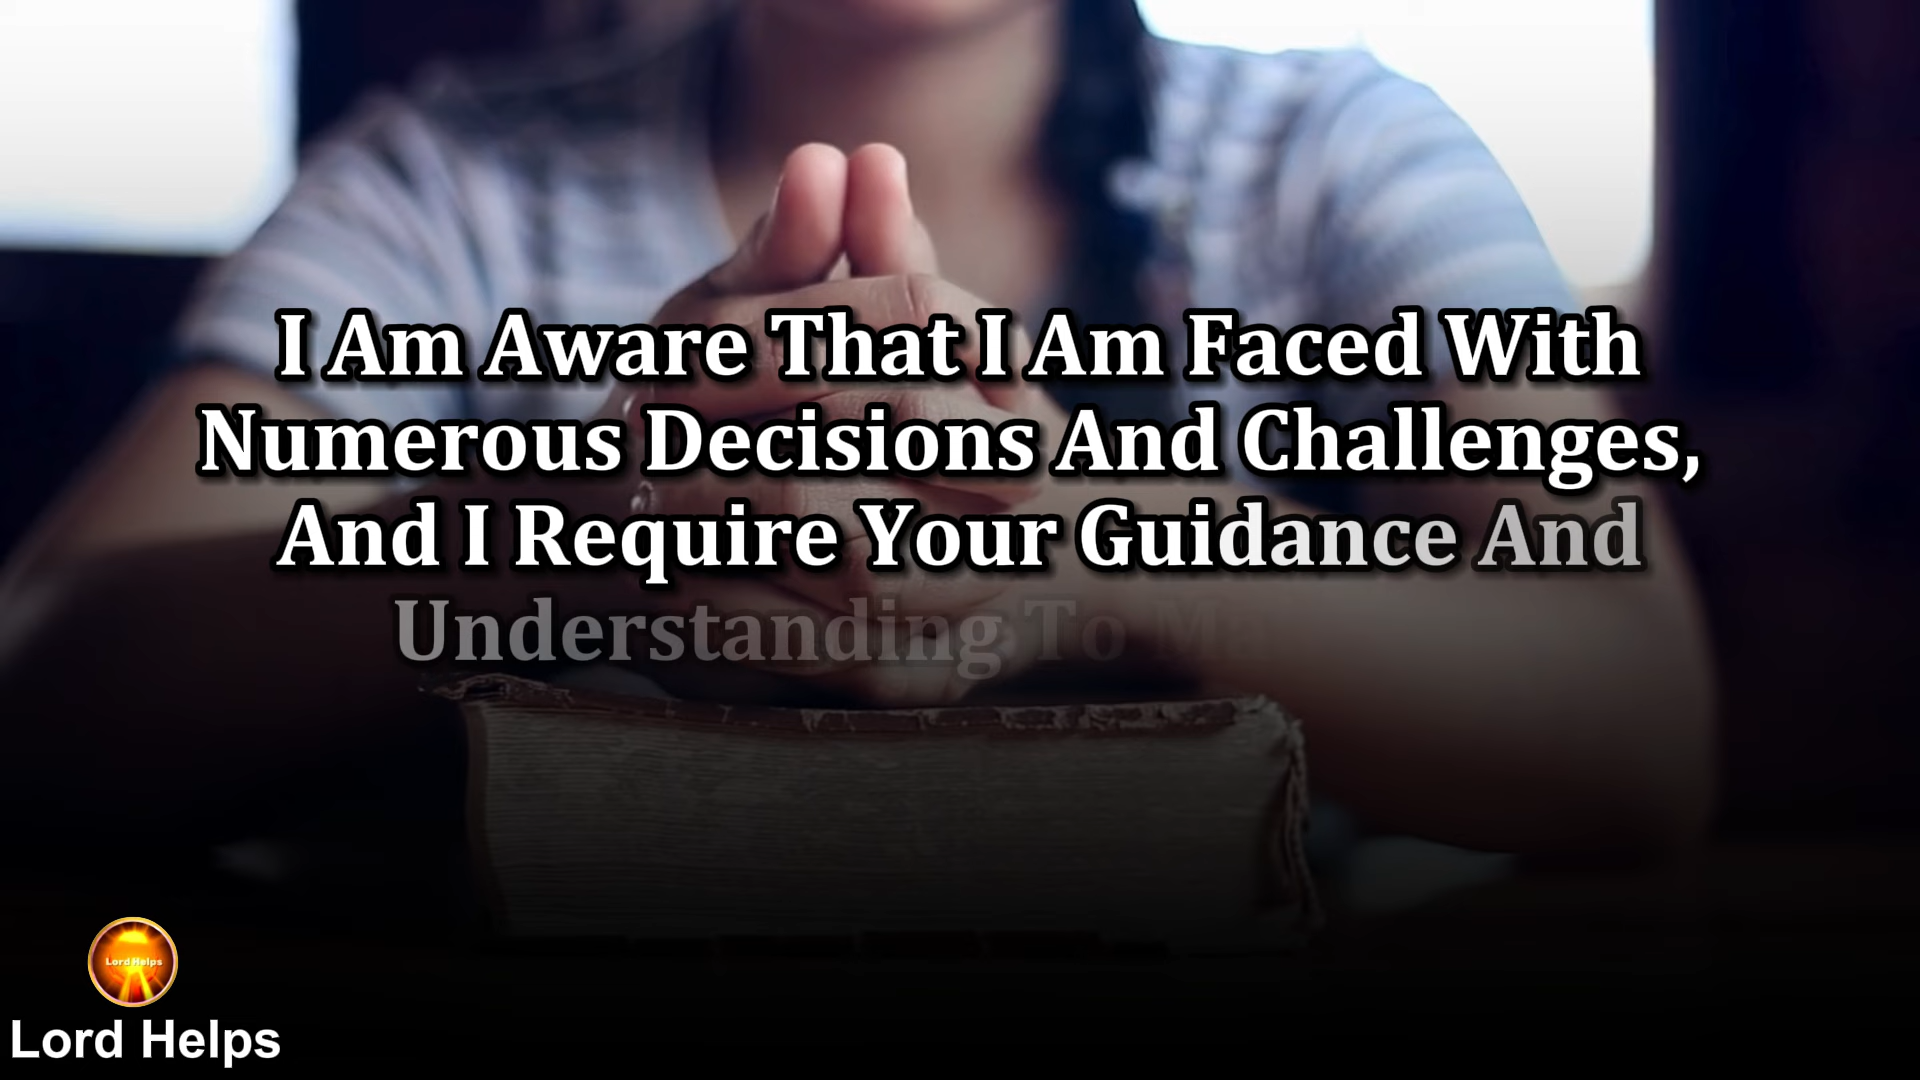 I Am Aware That I Am Faced With
Numerous Decisions And Challenges,
And I Require Your Guidance And
Understanding To Ma
Lord Helps
Lord Helps